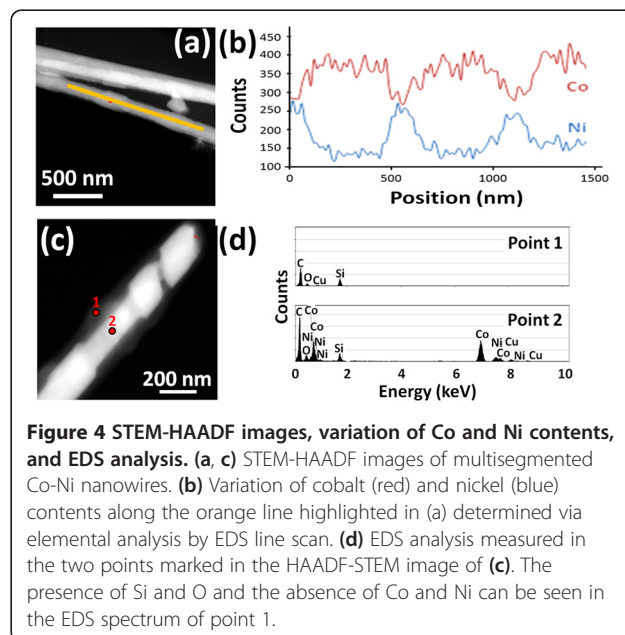 (a)
500 nm
(b)
Counts
450
400
350
300
250
200
150
100
Co
Ni
0
500
1000
1500
Position (nm)
(c)
1
2
200 nm
(d)
Counts
Point 1
C
O
Cu
Si
Point 2
C Co
Co
Ni Ni
O Ni
Si
Co
Ni Cu
Co
Ni Cu
0 2 4 6 8 10
Energy (keV)
Figure 4 STEM-HAADF images, variation of Co and Ni contents,
and EDS analysis. (a, c) STEM-HAADF images of multisegmented
Co-Ni nanowires. (b) Variation of cobalt (red) and nickel (blue)
contents along the orange line highlighted in (a) determined via
elemental analysis by EDS line scan. (d) EDS analysis measured in
the two points marked in the HAADF-STEM image of (c). The
presence of Si and O and the absence of Co and Ni can be seen in
the EDS spectrum of point 1.